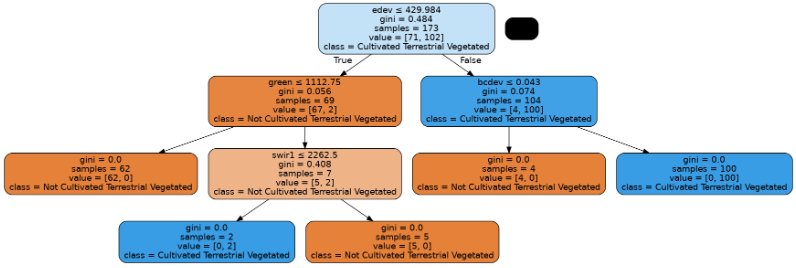 edev ≤ 429.984
gini = 0.484
samples = 173
value = [71, 102]
class = Cultivated Terrestrial Vegetated
True
False
green ≤ 1112.75
gini = 0.056
samples = 69
value = [67, 2]
class = Not Cultivated Terrestrial Vegetated
bcdev ≤ 0.043
gini = 0.074
samples = 104
value = [4, 100]
class = Cultivated Terrestrial Vegetated
gini = 0.0
samples = 62
value = [62, 0]
class = Not Cultivated Terrestrial Vegetated
swir1 ≤ 2262.5
gini = 0.408
samples = 7
value = [5, 2]
class = Not Cultivated Terrestrial Vegetated
gini = 0.0
samples = 4
value = [4, 0]
class = Not Cultivated Terrestrial Vegetated
gini = 0.0
samples = 100
value = [0, 100]
class = Cultivated Terrestrial Vegetated
gini = 0.0
samples = 2
value = [0, 2]
class = Cultivated Terrestrial Vegetated
gini = 0.0
samples = 5
value = [5, 0]
class = Not Cultivated Terrestrial Vegetated